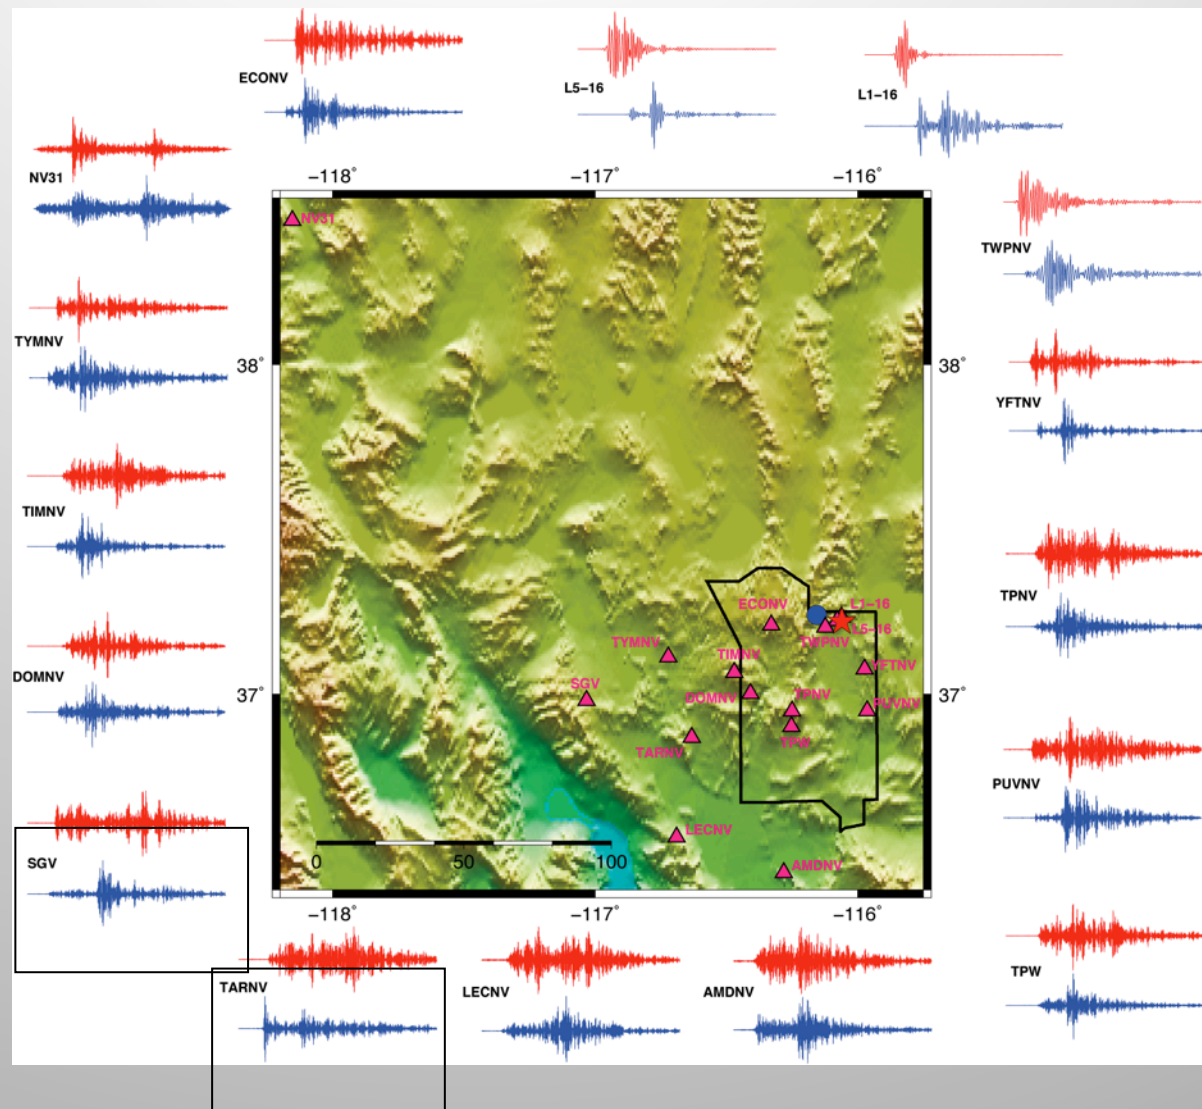 ECONV
L5−16
L1−16
NV31
TWPNV
TYMNV
YFTNV
TIMNV
TPNV
DOMNV
PUVNV
SGV
TPW
TARNV
LECNV
AMDNV
−118˚ −117˚ −116˚
NV31
38˚ 38˚
ECONV L1−16
L5−16
TYMNV TIMNV TWPNV
YFTNV
37˚ SGV DOMNV TPNV PUVNV 37˚
TARNV TPW
LECNV
0 50 100 AMDNV
−118˚ −117˚ −116˚